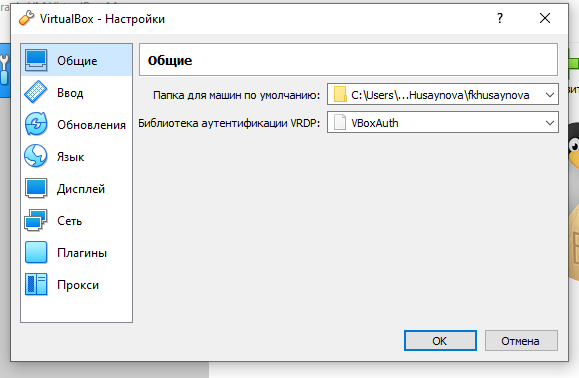 VirtualBox - Настройки
Общие
Ввод
Обновления
Язык
Дисплей
Сеть
Плагины
Прокси
Общие
Папка для машин по умолчанию: C:\Users\...Husaynova\fkhusaynova
Библиотека аутентификации VRDP: VBoxAuth
OK
Отмена